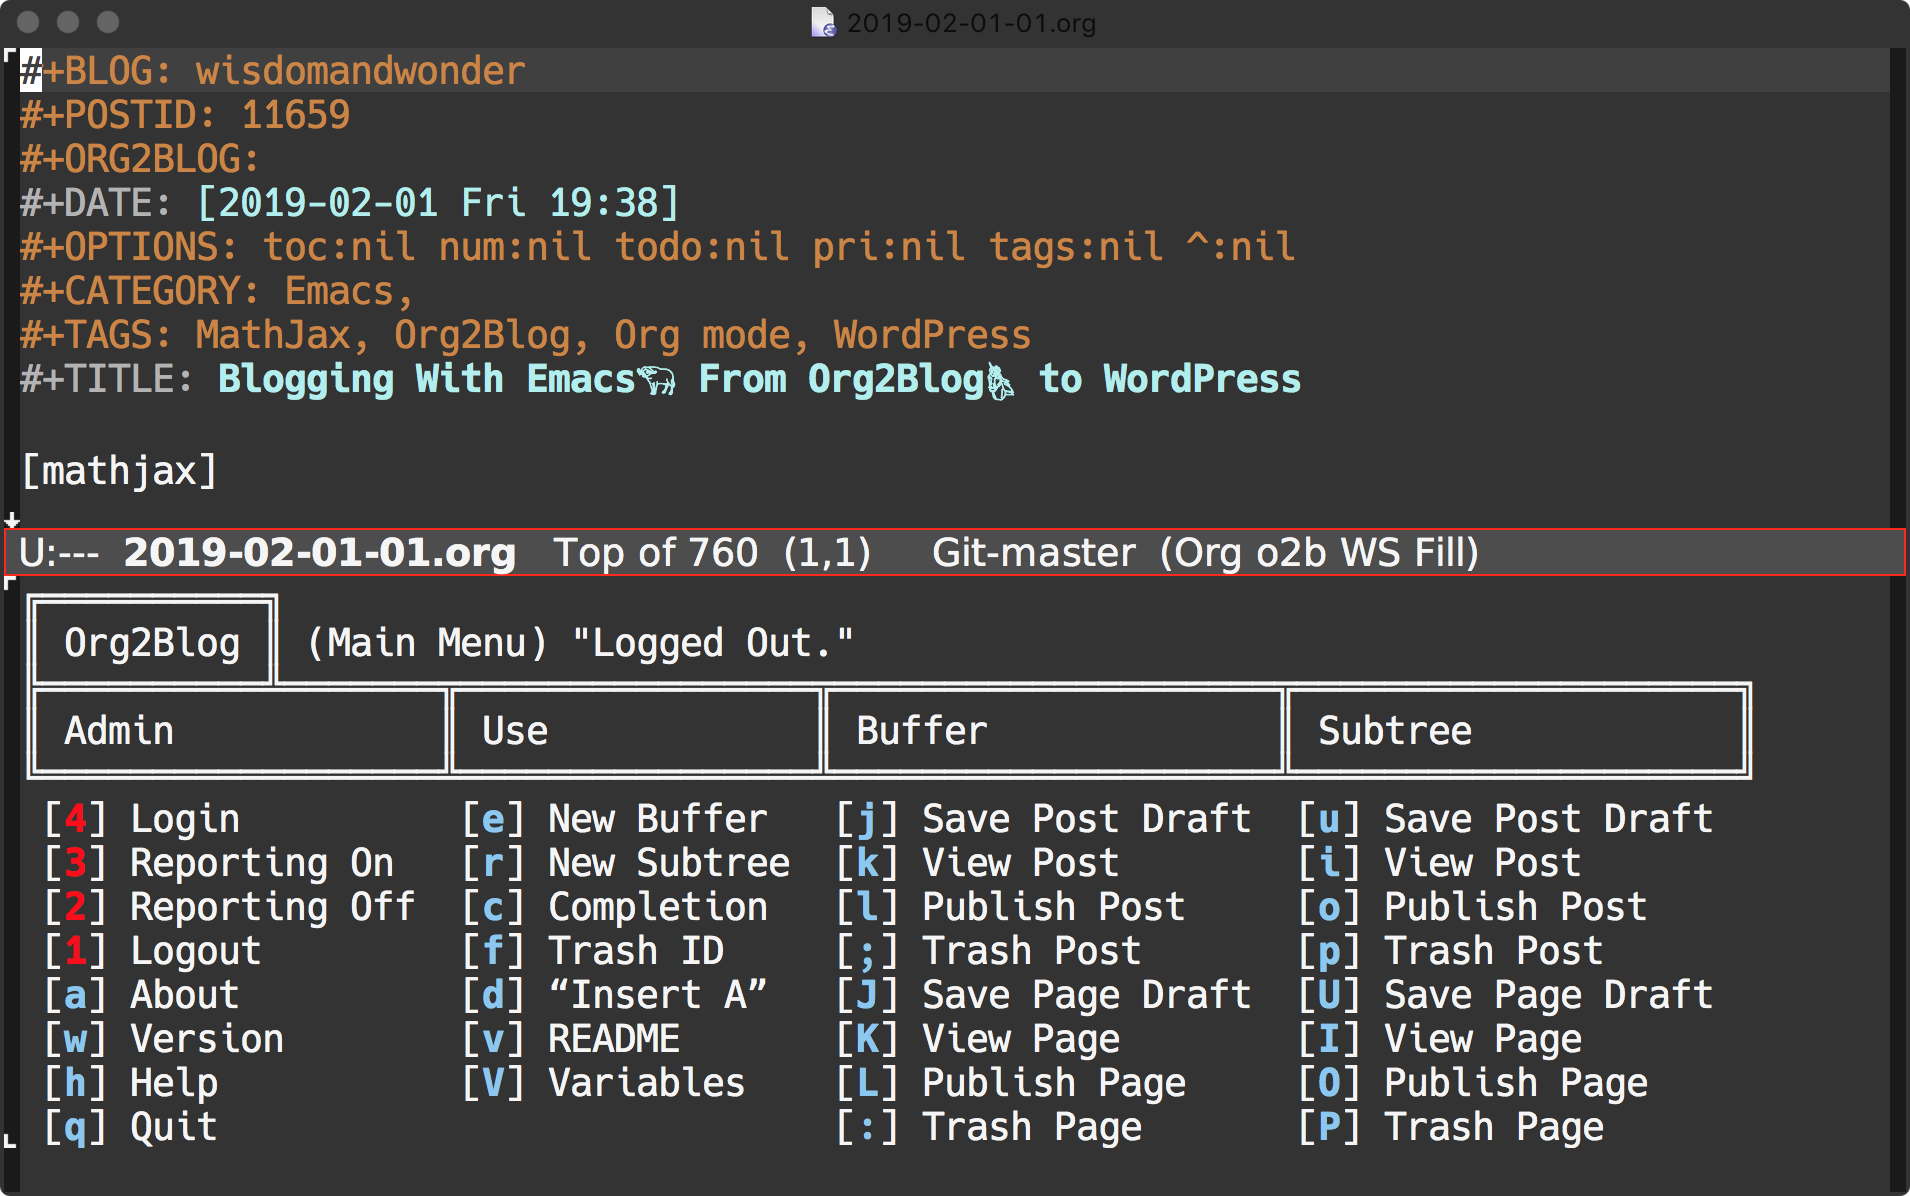 2019-02-01-01.org
#+BLOG: wisdomandwonder
#+POSTID: 11659
#+ORG2BLOG:
#+DATE: [2019-02-01 Fri 19:38]
#+OPTIONS: toc:nil num:nil todo:nil pri:nil tags:nil ^:nil
#+CATEGORY: Emacs,
#+TAGS: MathJax, Org2Blog, Org mode, WordPress
#+TITLE: Blogging With Emacs🐃 From Org2Blog🦄 to WordPress
[mathjax]
U:--- 2019-02-01-01.org Top of 760 (1,1) Git-master (Org o2b WS Fill)
Org2Blog (Main Menu) "Logged Out."
Admin Use Buffer Subtree
[4] Login [e] New Buffer [j] Save Post Draft [u] Save Post Draft
[3] Reporting On [r] New Subtree [k] View Post [i] View Post
[2] Reporting Off [c] Completion [l] Publish Post [o] Publish Post
[1] Logout [f] Trash ID [;] Trash Post [p] Trash Post
[a] About [d] “Insert A” [J] Save Page Draft [U] Save Page Draft
[w] Version [v] README [K] View Page [I] View Page
[h] Help [V] Variables [L] Publish Page [O] Publish Page
[q] Quit [:] Trash Page [P] Trash Page